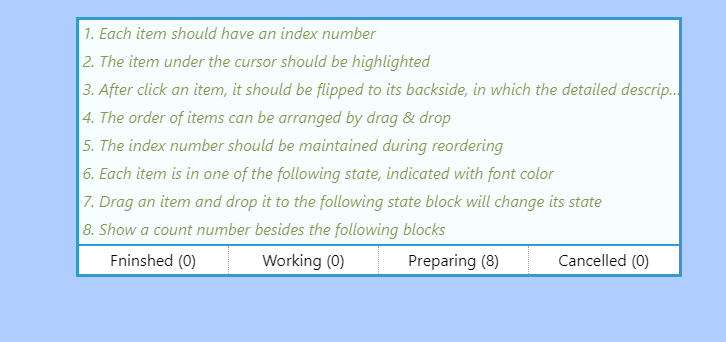 1. Each item should have an index number
2. The item under the cursor should be highlighted
3. After click an item, it should be flipped to its backside, in which the detailed descrip...
4. The order of items can be arranged by drag & drop
5. The index number should be maintained during reordering
6. Each item is in one of the following state, indicated with font color
7. Drag an item and drop it to the following state block will change its state
8. Show a count number besides the following blocks
Fninshed (0) Working (0) Preparing (8) Cancelled (0)